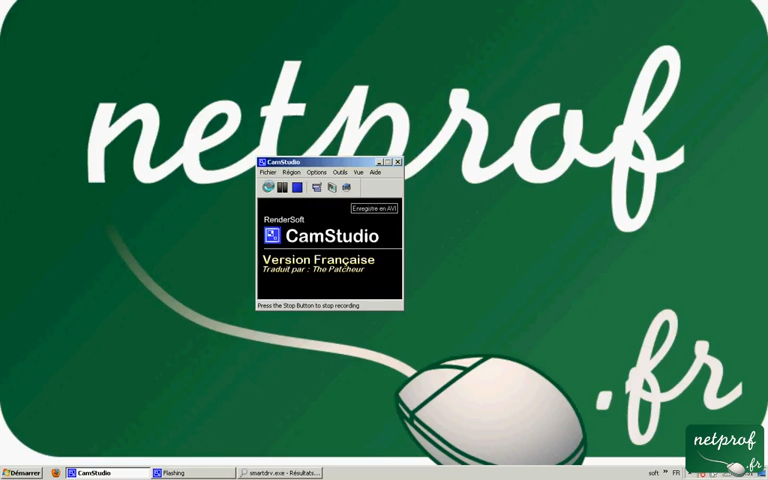 netprof
.fr
CamStudio
Fichier Région Options Outils Vue Aide
Enregistre en AVI
RenderSoft
CamStudio
Version Française
Traduit par : The Patcheur
Press the Stop Button to stop recording
netprof
.fr
Démarrer CamStudio Flashing smartdrv.exe - Résultats... soft » FR